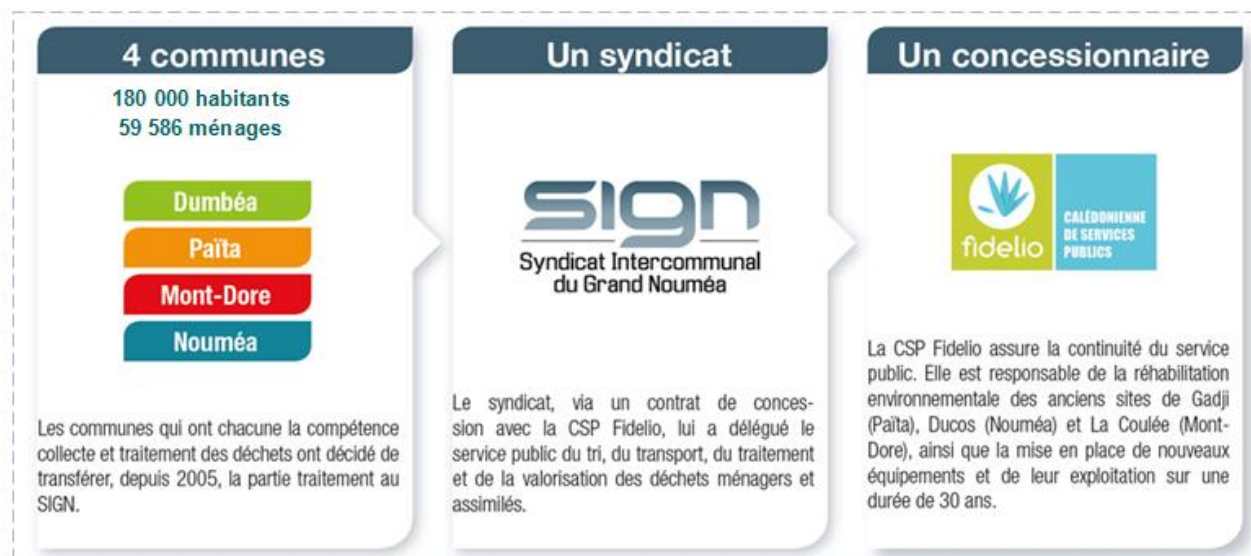 4 communes
180 000 habitants
59 586 ménages
Dumbéa
Païta
Mont-Dore
Nouméa
Les communes qui ont chacune la compétence
collecte et traitement des déchets ont décidé de
transférer, depuis 2005, la partie traitement au
SIGN.
Un syndicat
sign
Syndicat Intercommunal
du Grand Nouméa
Le syndicat, via un contrat de conces-
sion avec la CSP Fidelio, lui a délégué le
service public du tri, du transport, du traitement
et de la valorisation des déchets ménagers et
assimilés.
Un concessionnaire
fidelio
CALÉDONIENNE
DE SERVICES
PUBLICS
La CSP Fidelio assure la continuité du service
public. Elle est responsable de la réhabilitation
environnementale des anciens sites de Gadji
(Païta), Ducos (Nouméa) et La Coulée (Mont-
Dore), ainsi que la mise en place de nouveaux
équipements et de leur exploitation sur une
durée de 30 ans.